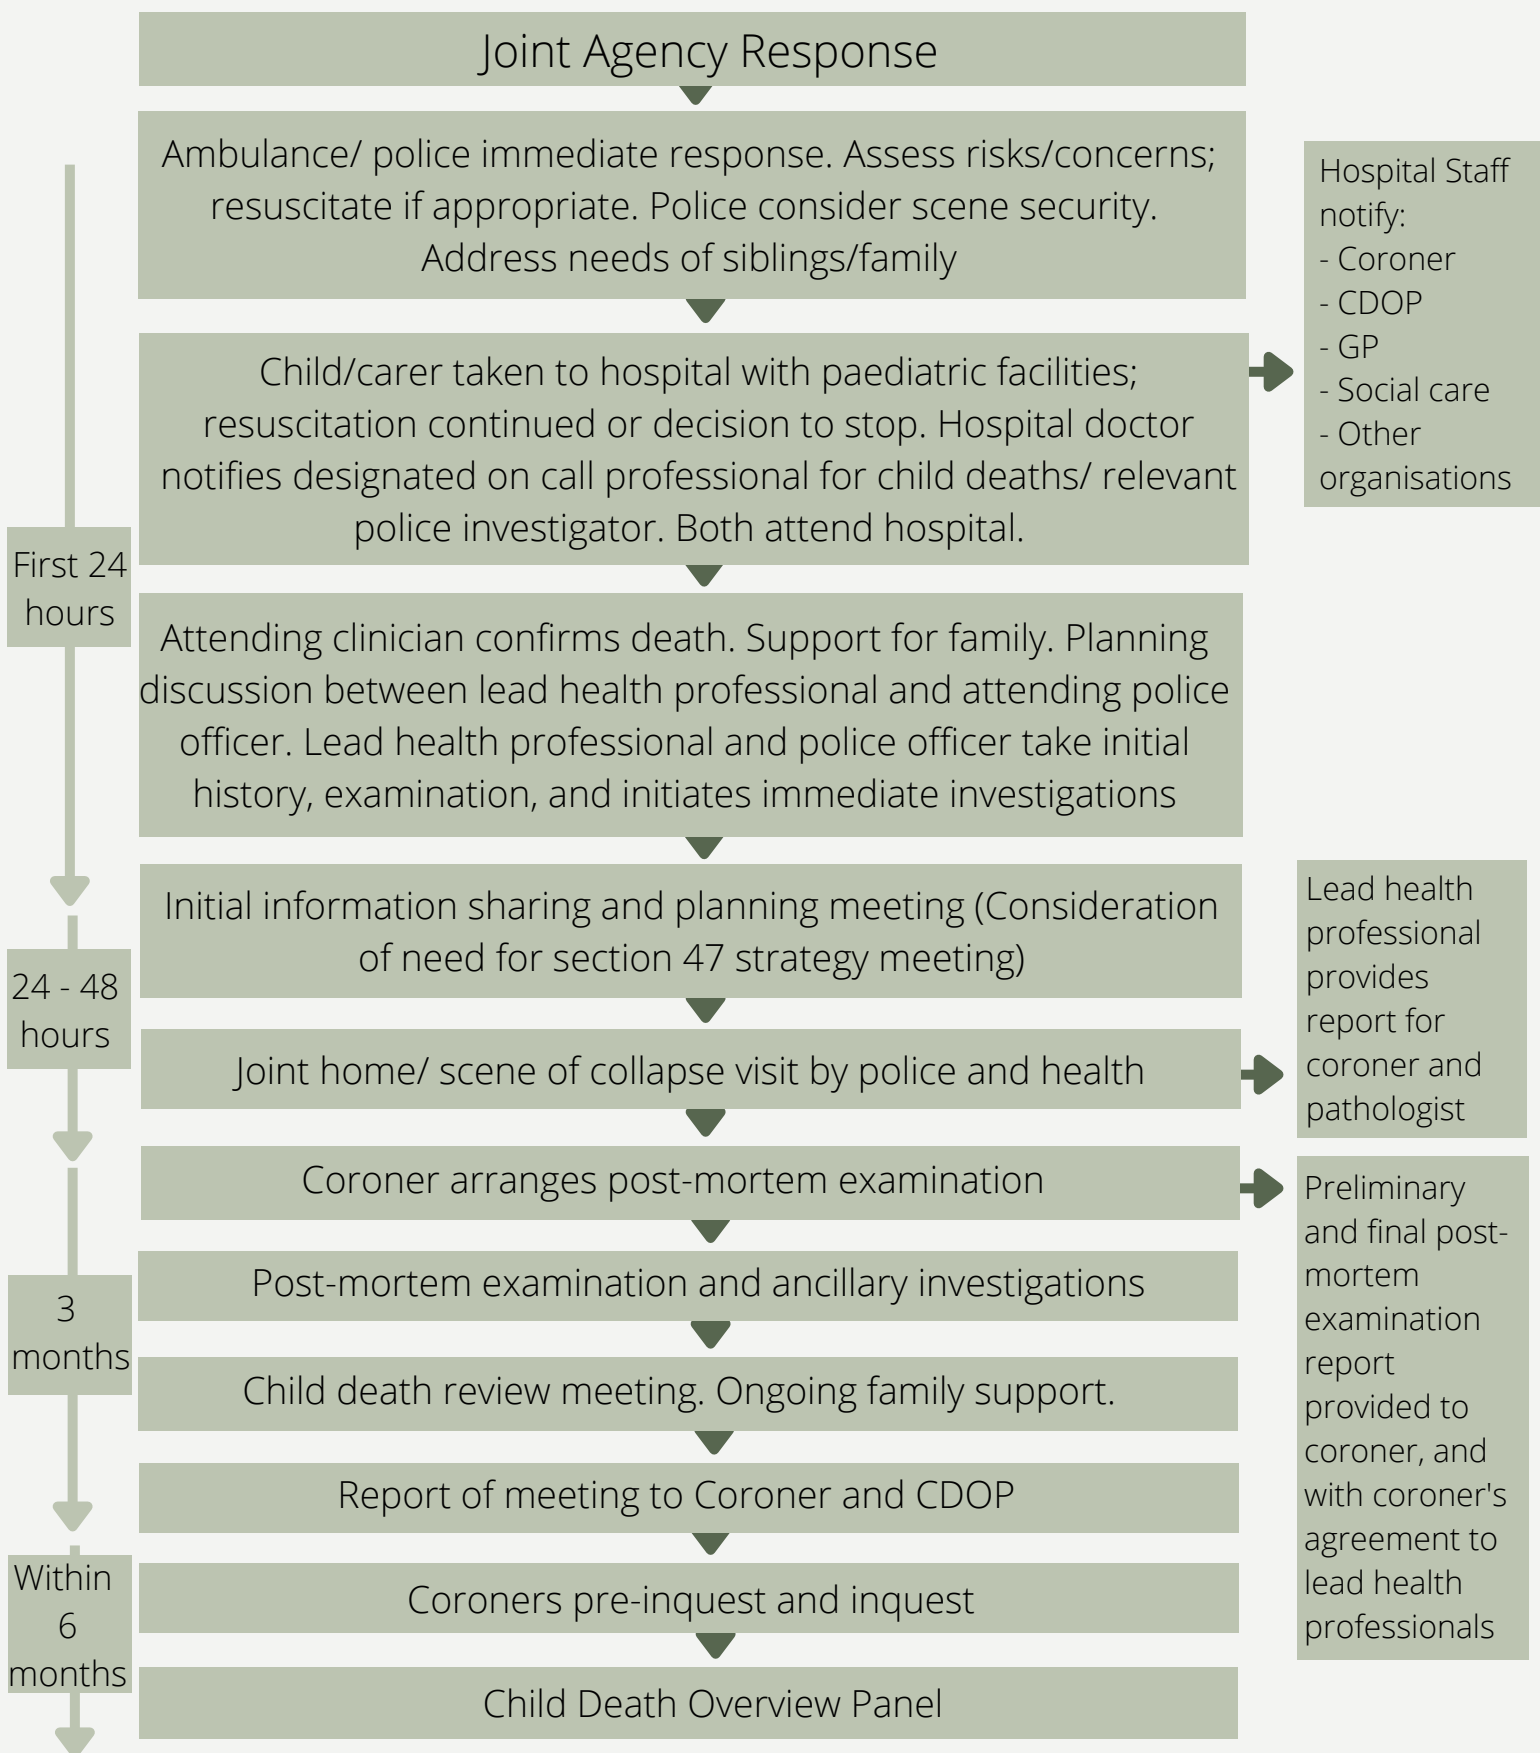 Joint Agency Response
Ambulance/ police immediate response. Assess risks/concerns;
resuscitate if appropriate. Police consider scene security.
Address needs of siblings/family
Hospital Staff
notify:
- Coroner
- CDOP
- GP
- Social care
- Other
organisations
Child/carer taken to hospital with paediatric facilities;
resuscitation continued or decision to stop. Hospital doctor
notifies designated on call professional for child deaths/ relevant
police investigator. Both attend hospital.
First 24
hours
Attending clinician confirms death. Support for family. Planning
discussion between lead health professional and attending police
officer. Lead health professional and police officer take initial
history, examination, and initiates immediate investigations
Initial information sharing and planning meeting (Consideration
of need for section 47 strategy meeting)
24 - 48
hours
Joint home/ scene of collapse visit by police and health
Lead health
professional
provides
report for
coroner and
pathologist
Coroner arranges post-mortem examination
Preliminary
and final post-
mortem
examination
report
provided to
coroner, and
with coroner's
agreement to
lead health
professionals
Post-mortem examination and ancillary investigations
3
months
Child death review meeting. Ongoing family support.
Report of meeting to Coroner and CDOP
Within
6
months
Coroners pre-inquest and inquest
Child Death Overview Panel